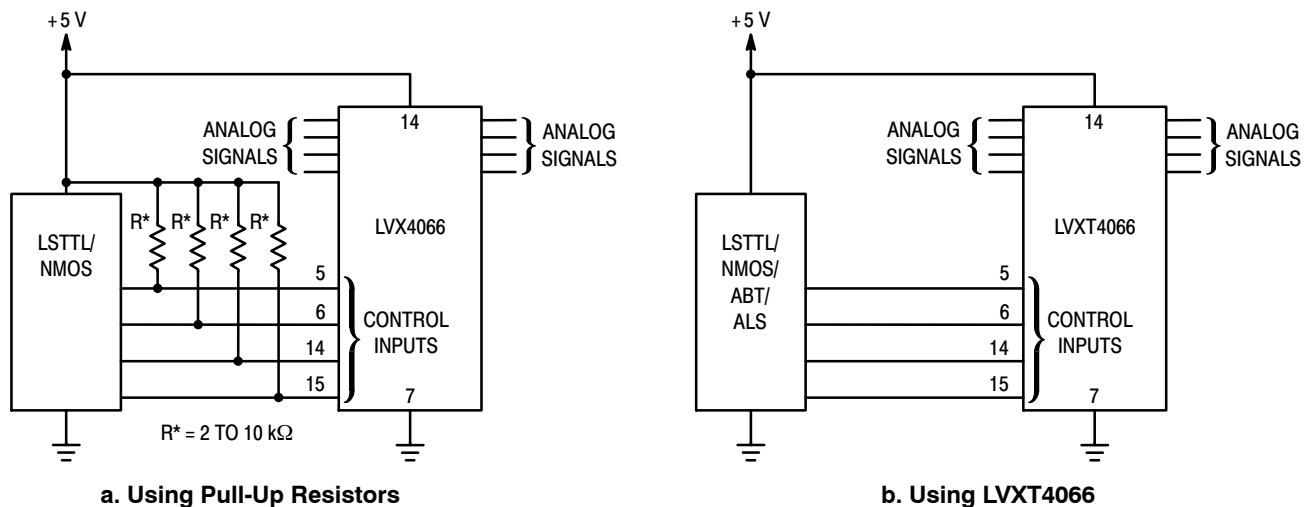 +5 V
ANALOG
SIGNALS
14
ANALOG
SIGNALS
R* R* R* R*
LSTTL/
NMOS
LVX4066
5
6
14
15
CONTROL
INPUTS
7
R* = 2 TO 10 kΩ
a. Using Pull-Up Resistors
+5 V
ANALOG
SIGNALS
14
ANALOG
SIGNALS
LSTTL/
NMOS/
ABT/
ALS
LVXT4066
5
6
14
15
CONTROL
INPUTS
7
b. Using LVXT4066